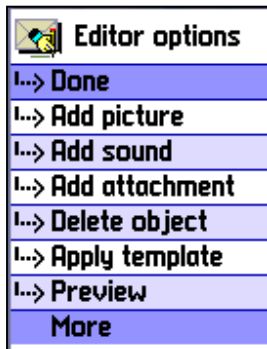 Editor options
Done
Add picture
Add sound
Add attachment
Delete object
Apply template
Preview
More